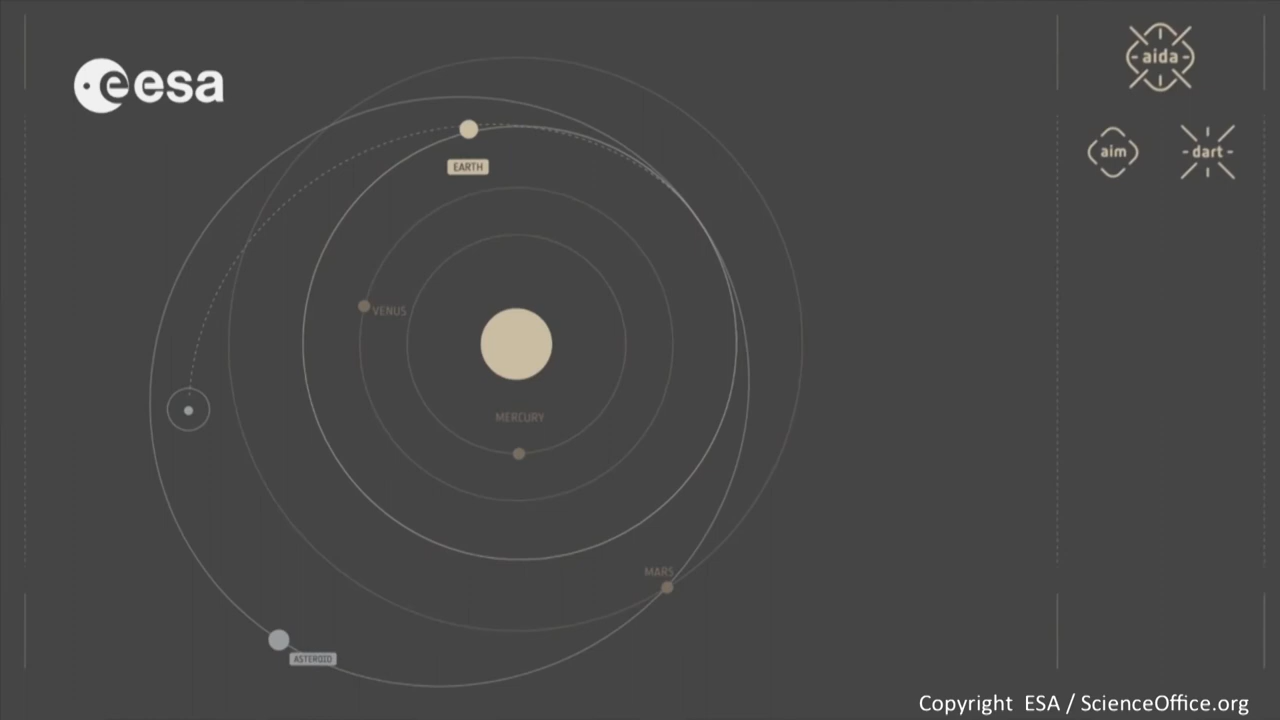 esa
aida
aim
dart
EARTH
VENUS
MERCURY
MARS
ASTEROID
Copyright ESA / ScienceOffice.org